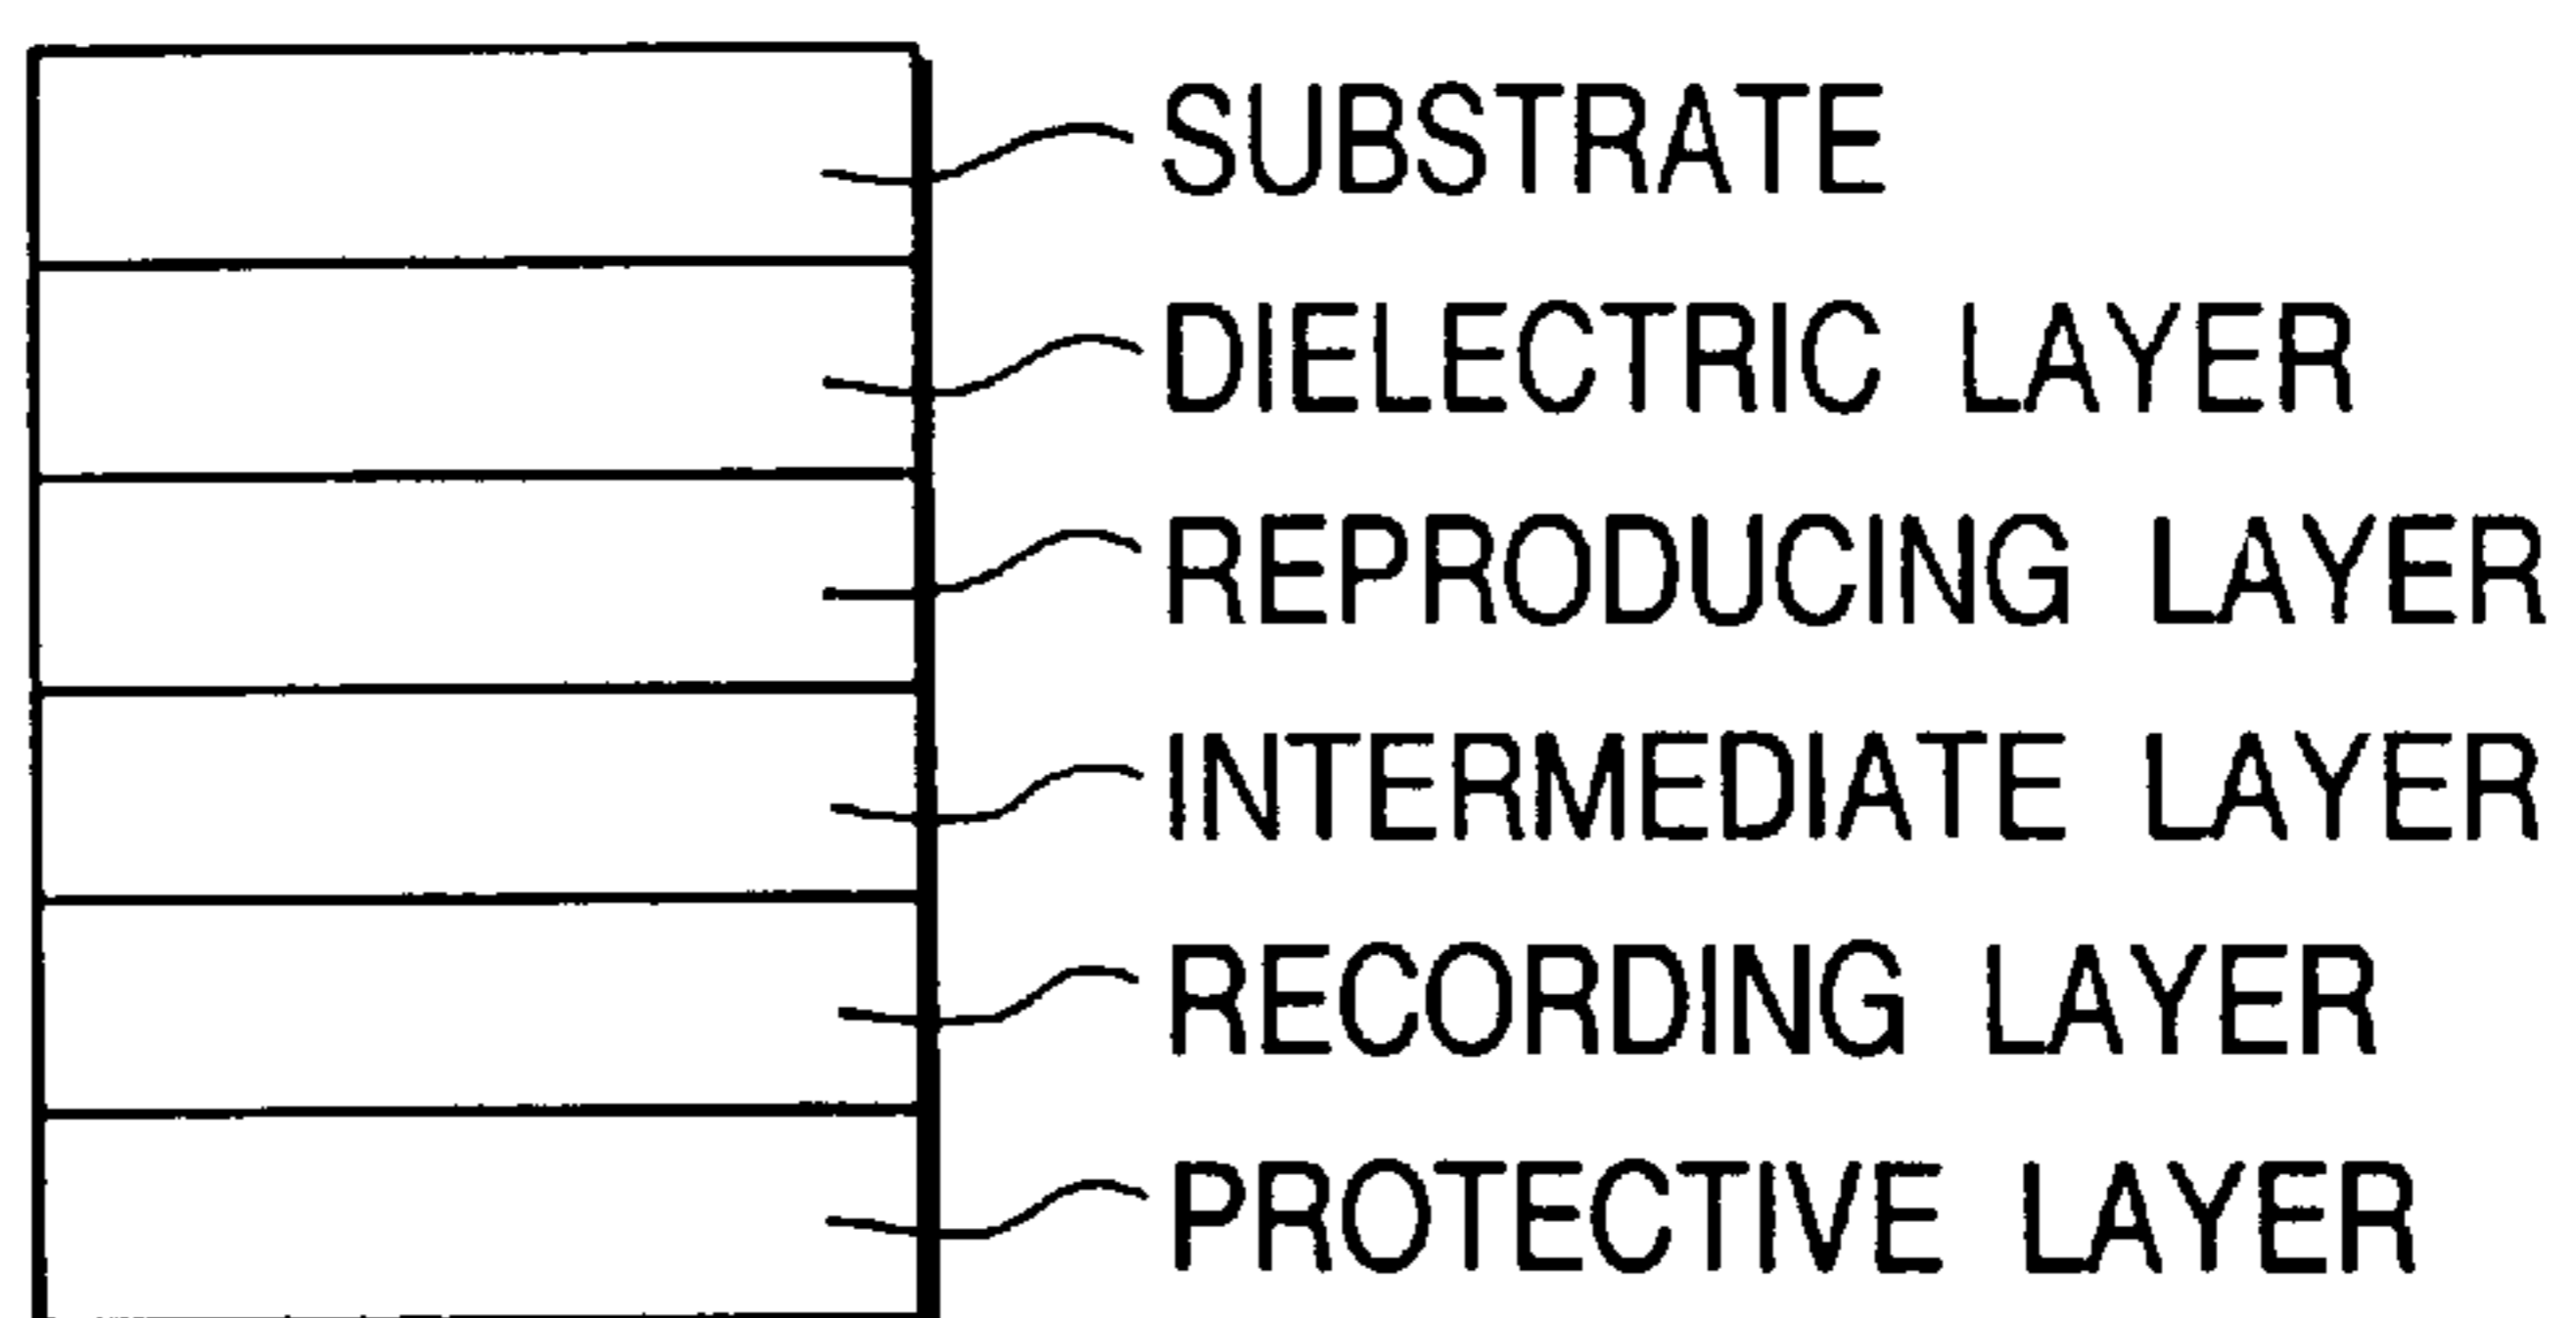 SUBSTRATE
DIELECTRIC LAYER
REPRODUCING LAYER
INTERMEDIATE LAYER
RECORDING LAYER
PROTECTIVE LAYER